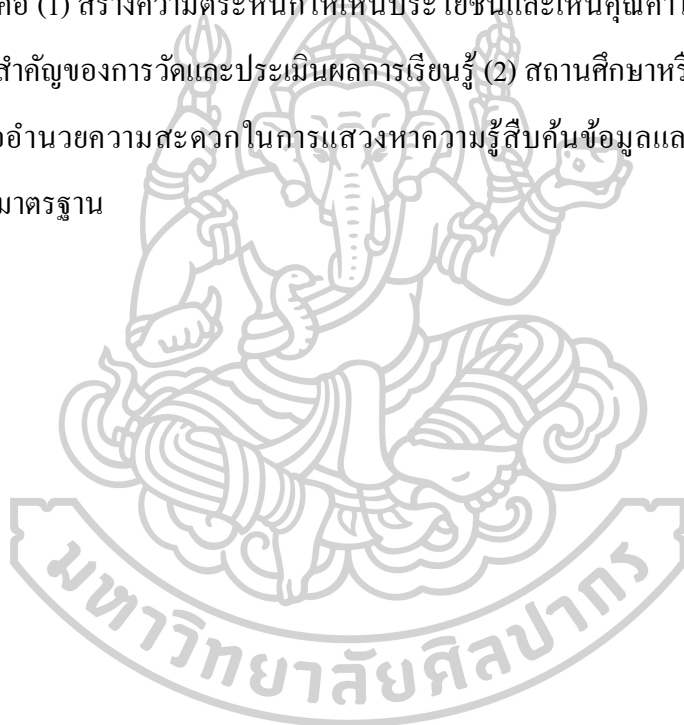 คือ (1) สร้างความตระหนักให้เห็นประโยชน์และเห็นคุณค่า
สำคัญของการวัดและประเมินผลการเรียนรู้ (2) สถานศึกษา
อำนวยความสะดวกในการแสวงหาความรู้สืบค้นข้อมูล
มาตรฐาน
มหาวิทยาลัยศิลปากร